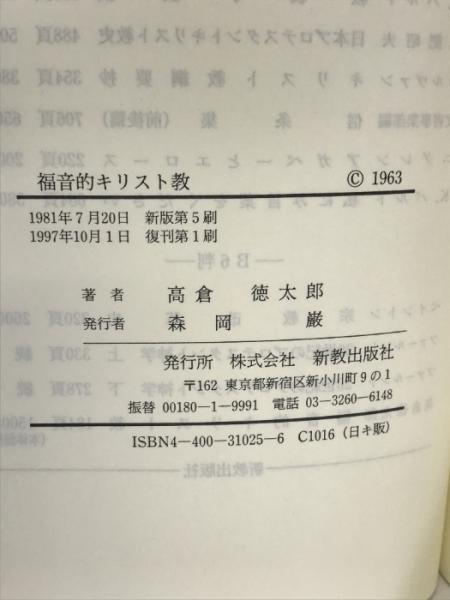 福音的キリスト教 © 1963
1981年7月20日 新版第5刷
1997年10月1日 復刊第1刷
著者 高倉徳太郎
発行者 森岡巌
発行所 株式会社 新教出版社
〒162 東京都新宿区新小川町9の1
振替 00180-1-9991 電話 03-3260-6148
ISBN4-400-31025-6 C1016 (日キ販)